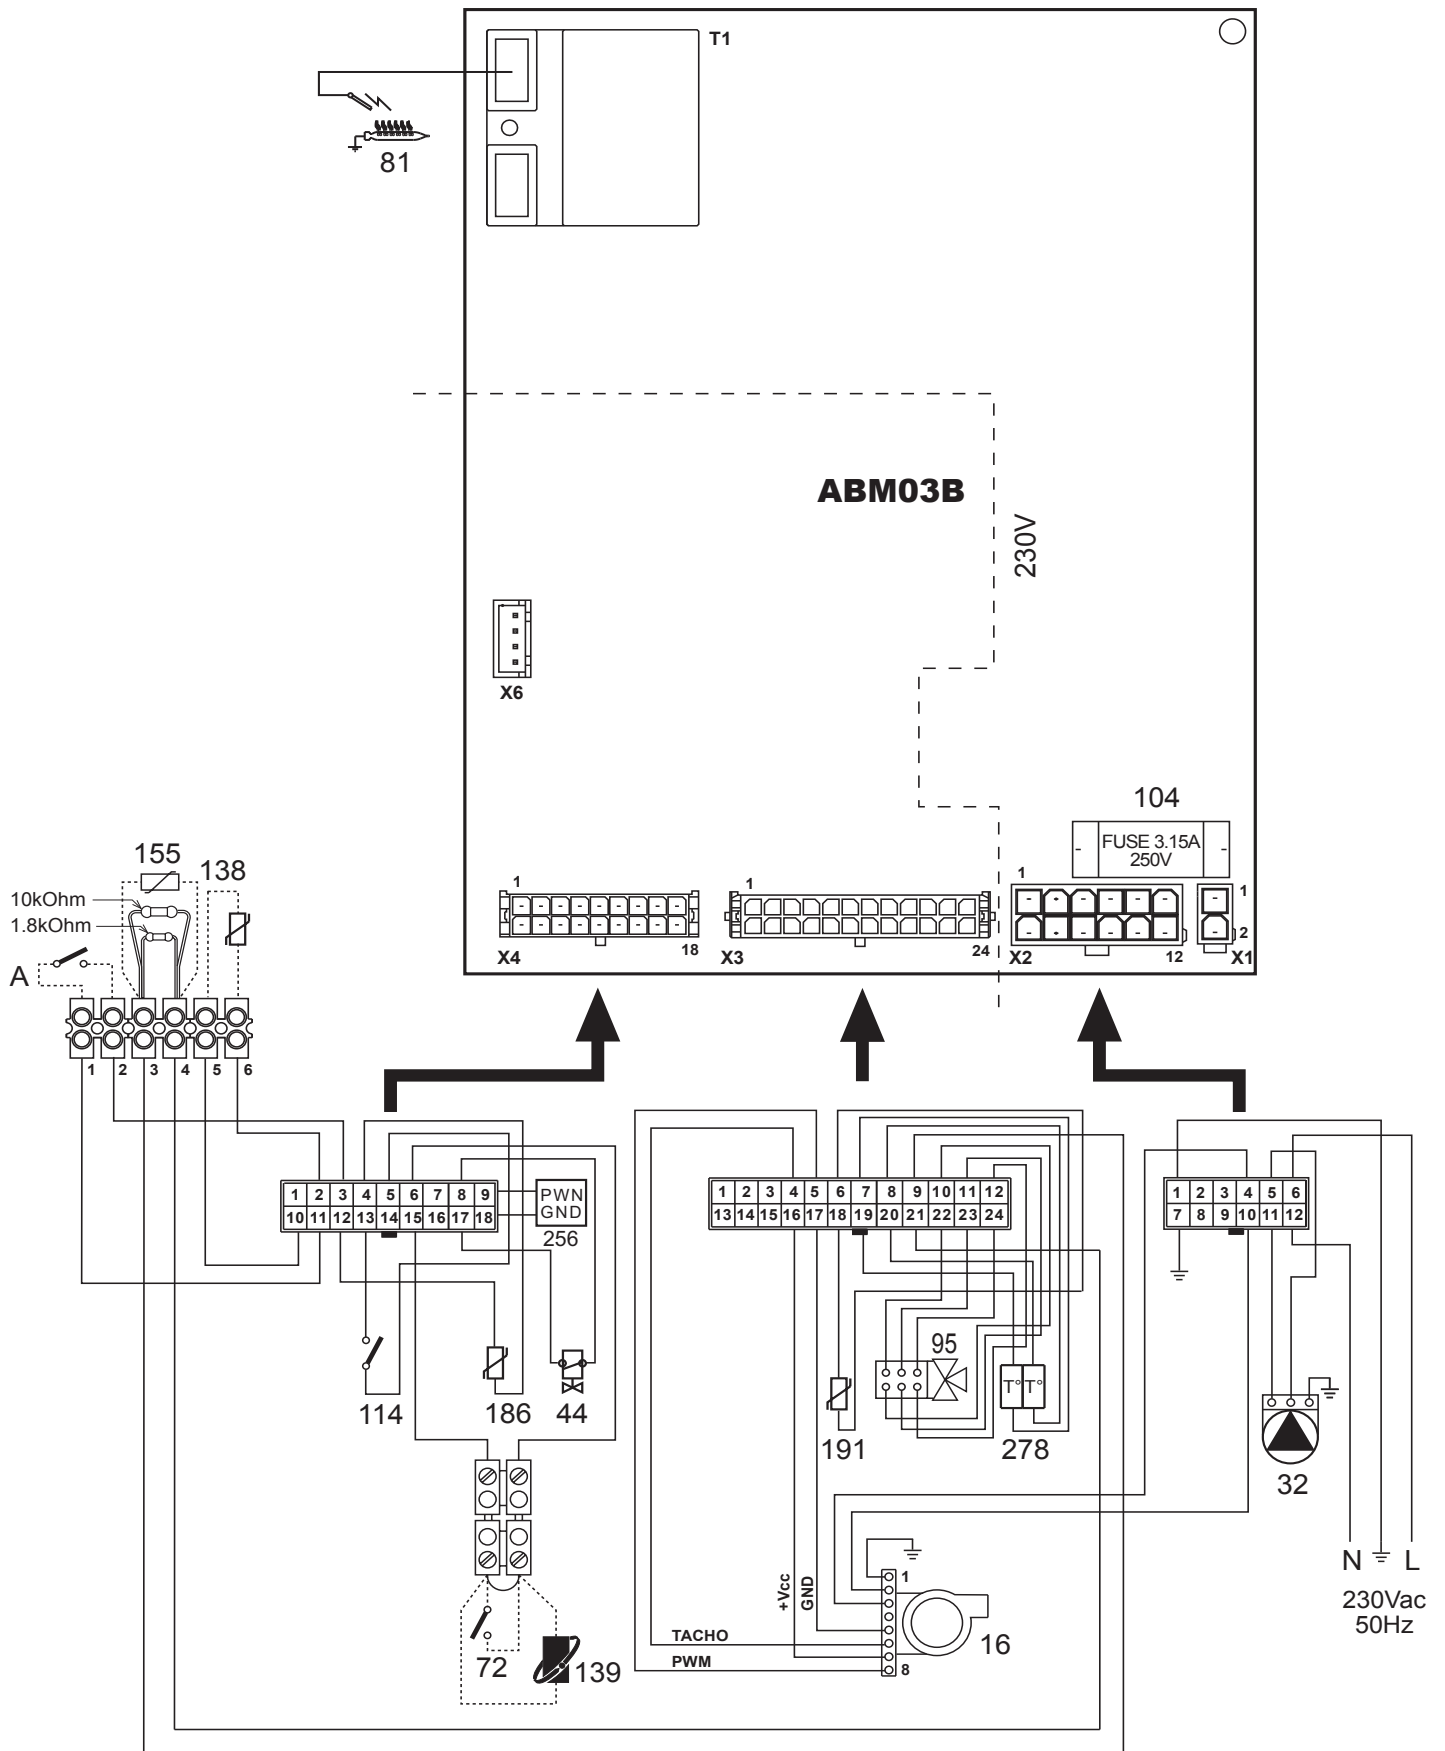 T1
81
ABM03B
230V
X6
104
FUSE 3.15A
250V
1
1
1
1
2
X4
18
X3
24
X2
12
X1
155
138
10kOhm
1.8kOhm
A
1 2 3 4 5 6
1 2 3 4 5 6 7 8 9
10 11 12 13 14 15 16 17 18
PWN
GND
256
1 2 3 4 5 6 7 8 9 10 11 12
13 14 15 16 17 18 19 20 21 22 23 24
1 2 3 4 5 6
7 8 9 10 11 12
114
186
44
191
95
T° T°
278
32
N L
230Vac
50Hz
+Vcc
GND
TACHO
PWM
1
8
16
72
139